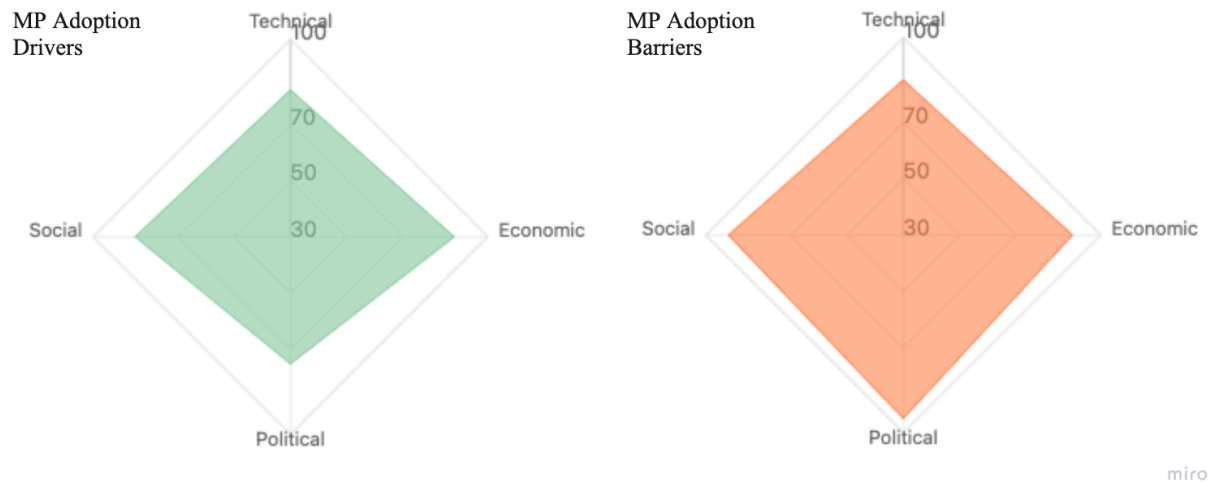 MP Adoption
Drivers
Technical
100
70
50
30
Social
Economic
Political
MP Adoption
Barriers
Technical
100
70
50
30
Social
Economic
Political
miro